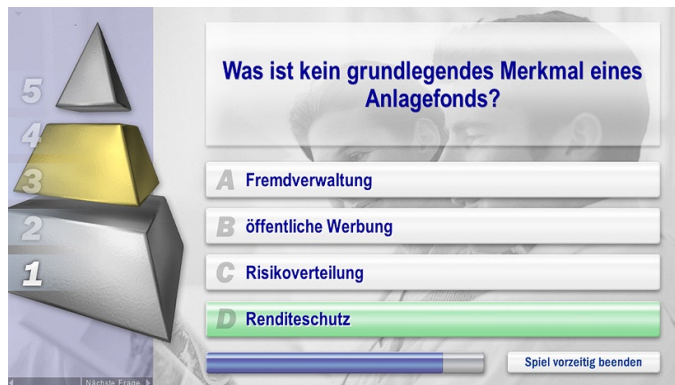 Was ist kein grundlegendes Merkmal eines
Anlagefonds?
5
4
3
2
1
A Fremdverwaltung
B öffentliche Werbung
C Risikoverteilung
D Renditeschutz
Nächste Frage
Spiel vorzeitig beenden